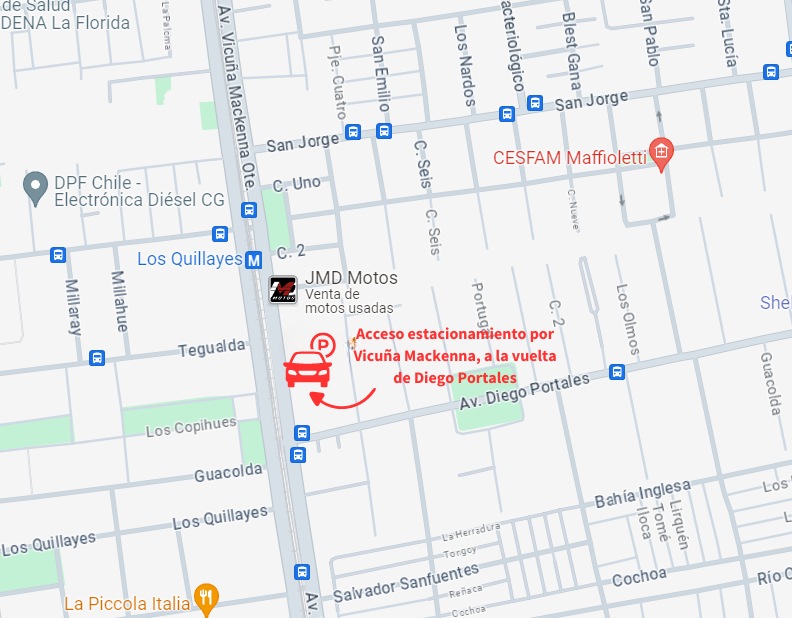 de Salud
DENA La Florida
La Paloma
Av. Vicuña Mackenna Ote.
Pje. Cuatro
San Emilio
Los Nardos
acteriológico
Blest Gana
San Pablo
Sta. Lucía
San Jorge
San Jorge
C. Seis
CESFAM Maffioletti
C. Uno
DPF Chile -
Electrónica Diésel CG
C. Seis
C. Nueve
Los Quillayes
M
C. 2
JMD Motos
Venta de
motos usadas
MOTOS
Millaray
Millahue
Portuga
C. 2
Los Olmos
She
P
Acceso estacionamiento por
Vicuña Mackenna, a la vuelta
de Diego Portales
Tegualda
Guacolda
Av. Diego Portales
Los Copihues
Guacolda
Los Quillayes
Los Quillayes
Bahía Inglesa
Los
Iloca
Tomé
Lirquén
La Herradura
Tongoy
Salvador Sanfuentes
Reñaca
Cochoa
Cochoa
Río C
La Piccola Italia
Av.